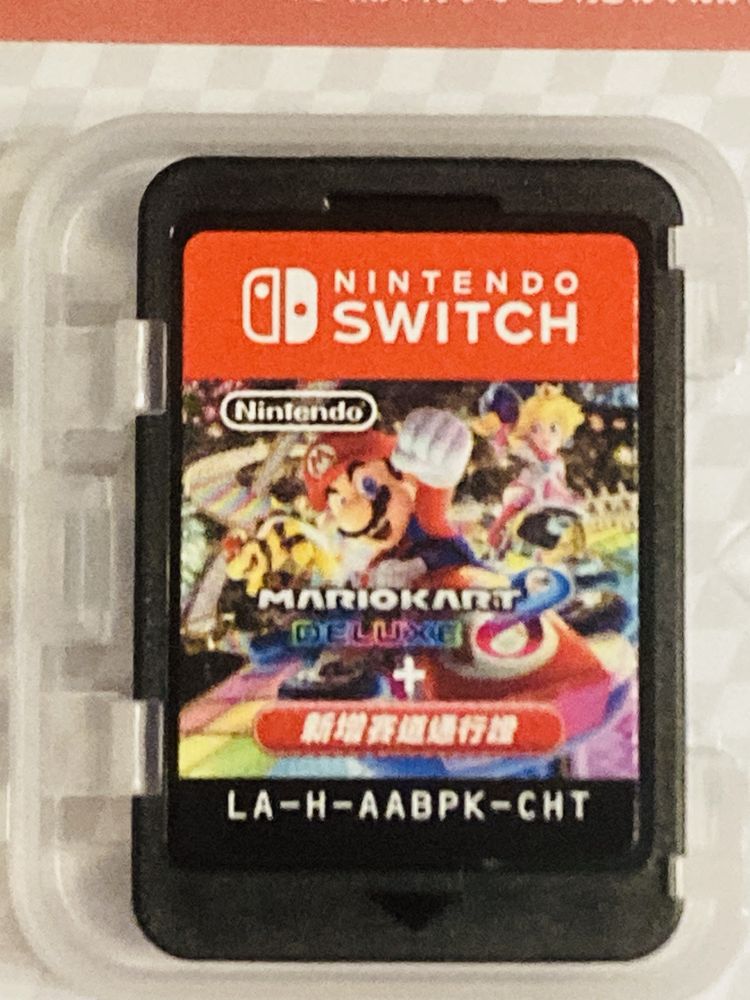 NINTENDO
SWITCH
Nintendo
MARIOKART 8
DELUXE
+
新增賽道通行證
LA-H-AABPK-CHT